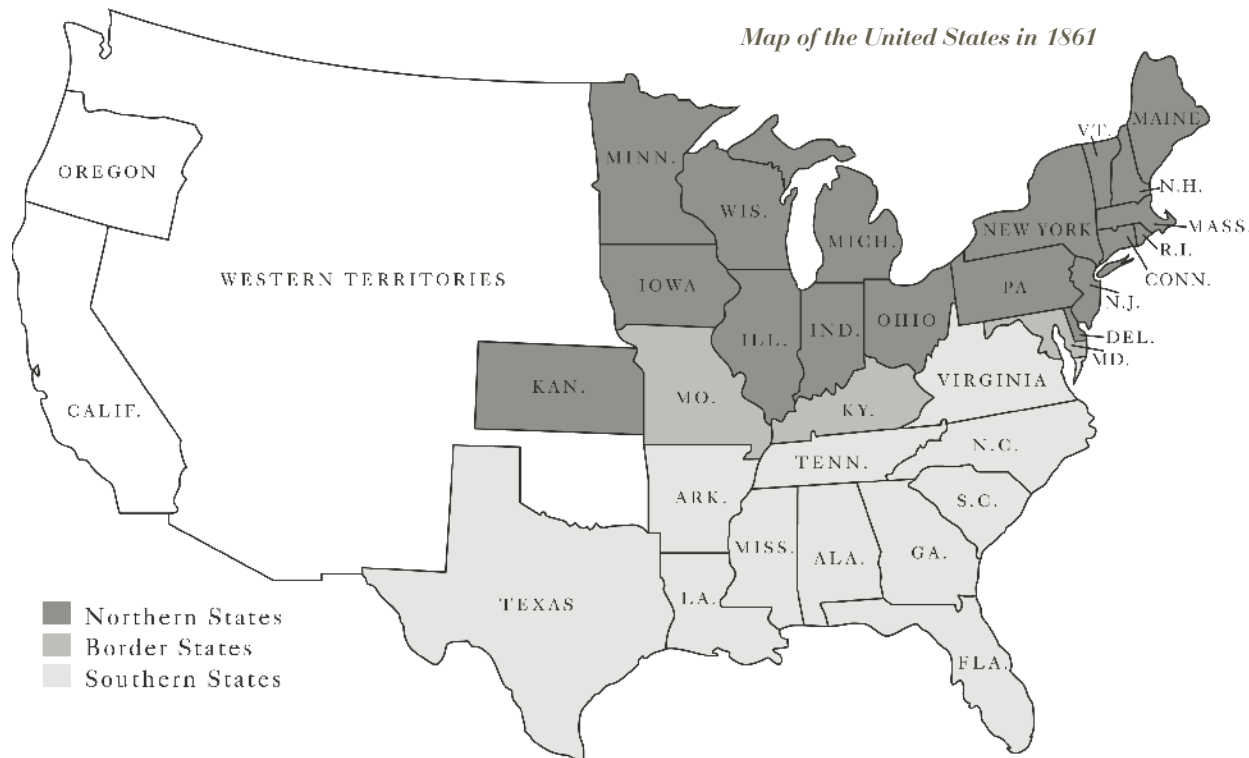 Map of the United States in 1861
MAINE
VT.
MINN.
OREGON
N.H.
WIS.
NEW YORK
MASS.
MICH.
R.I.
WESTERN TERRITORIES
CONN.
IOWA
PA
N.J.
OHIO
IND.
ILL.
DEL.
MD.
VIRGINIA
KAN.
MO.
KY.
CALIF.
N.C.
TENN.
ARK.
S.C.
MISS.
ALA.
GA.
TEXAS
LA.
FLA.
Northern States
Border States
Southern States